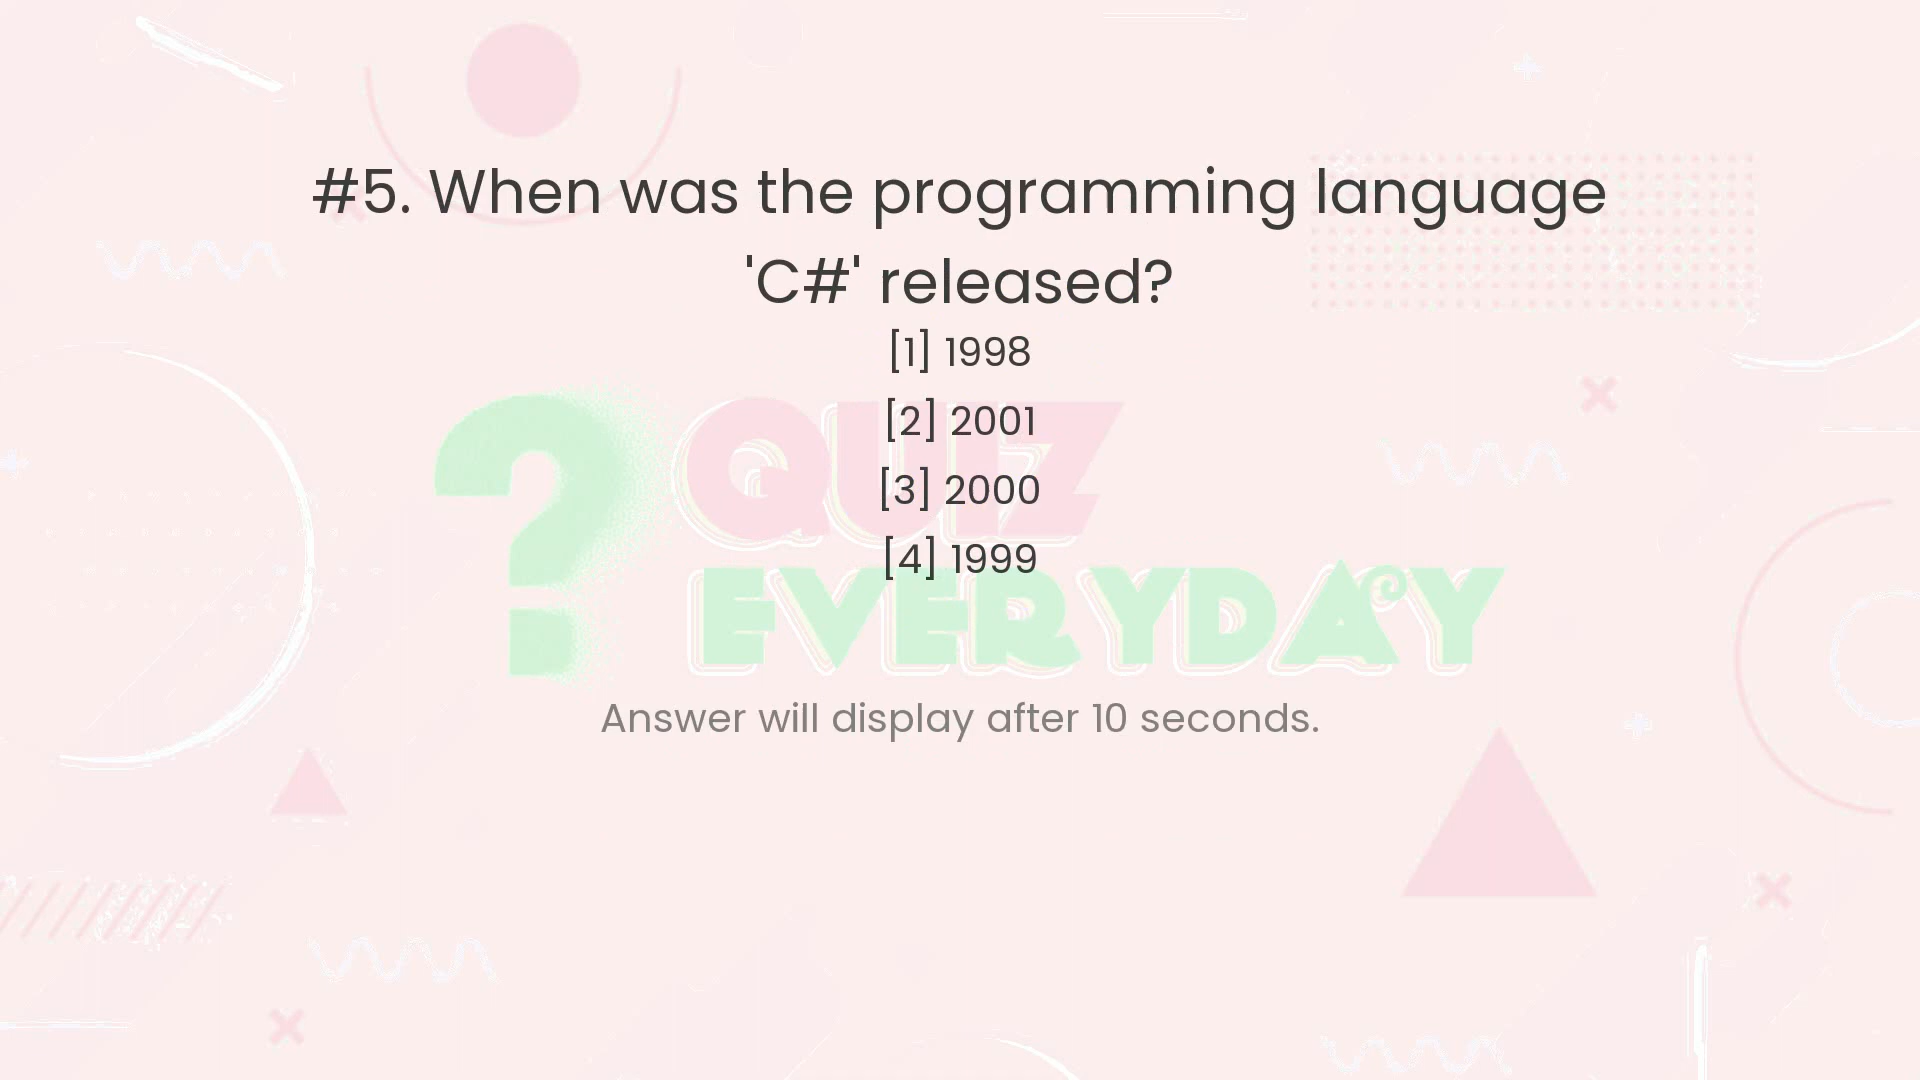 #5. When was the programming language
'C#' released?
[1] 1998
[2] 2001
[3] 2000
[4] 1999
? QUIZ
EVERYDAY
Answer will display after 10 seconds.